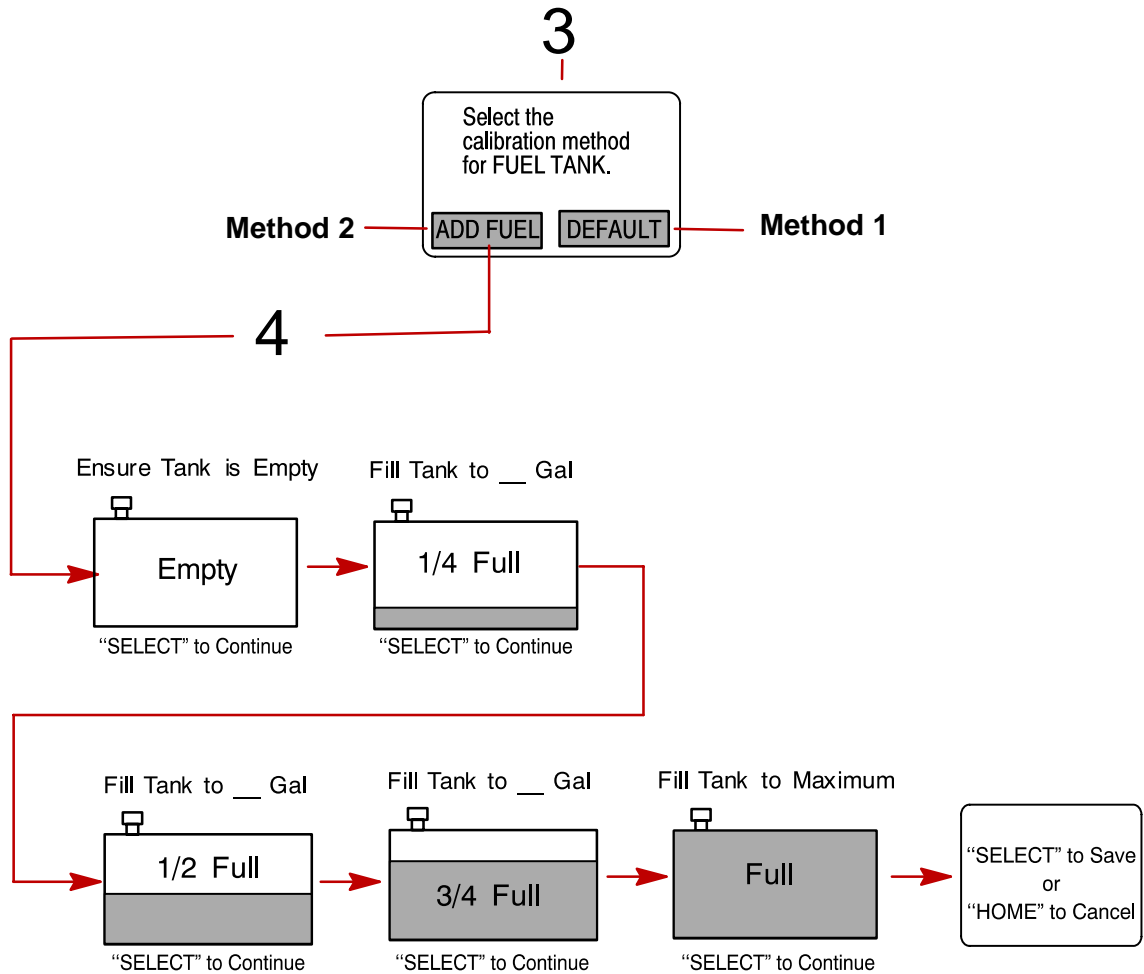 3
Select the
calibration method
for FUEL TANK.
Method 2
ADD FUEL
DEFAULT
Method 1
4
Ensure Tank is Empty
Fill Tank to __ Gal
Empty
1/4 Full
“SELECT” to Continue
“SELECT” to Continue
Fill Tank to __ Gal
Fill Tank to __ Gal
Fill Tank to Maximum
1/2 Full
3/4 Full
Full
“SELECT” to Save
or
“HOME” to Cancel
“SELECT” to Continue
“SELECT” to Continue
“SELECT” to Continue